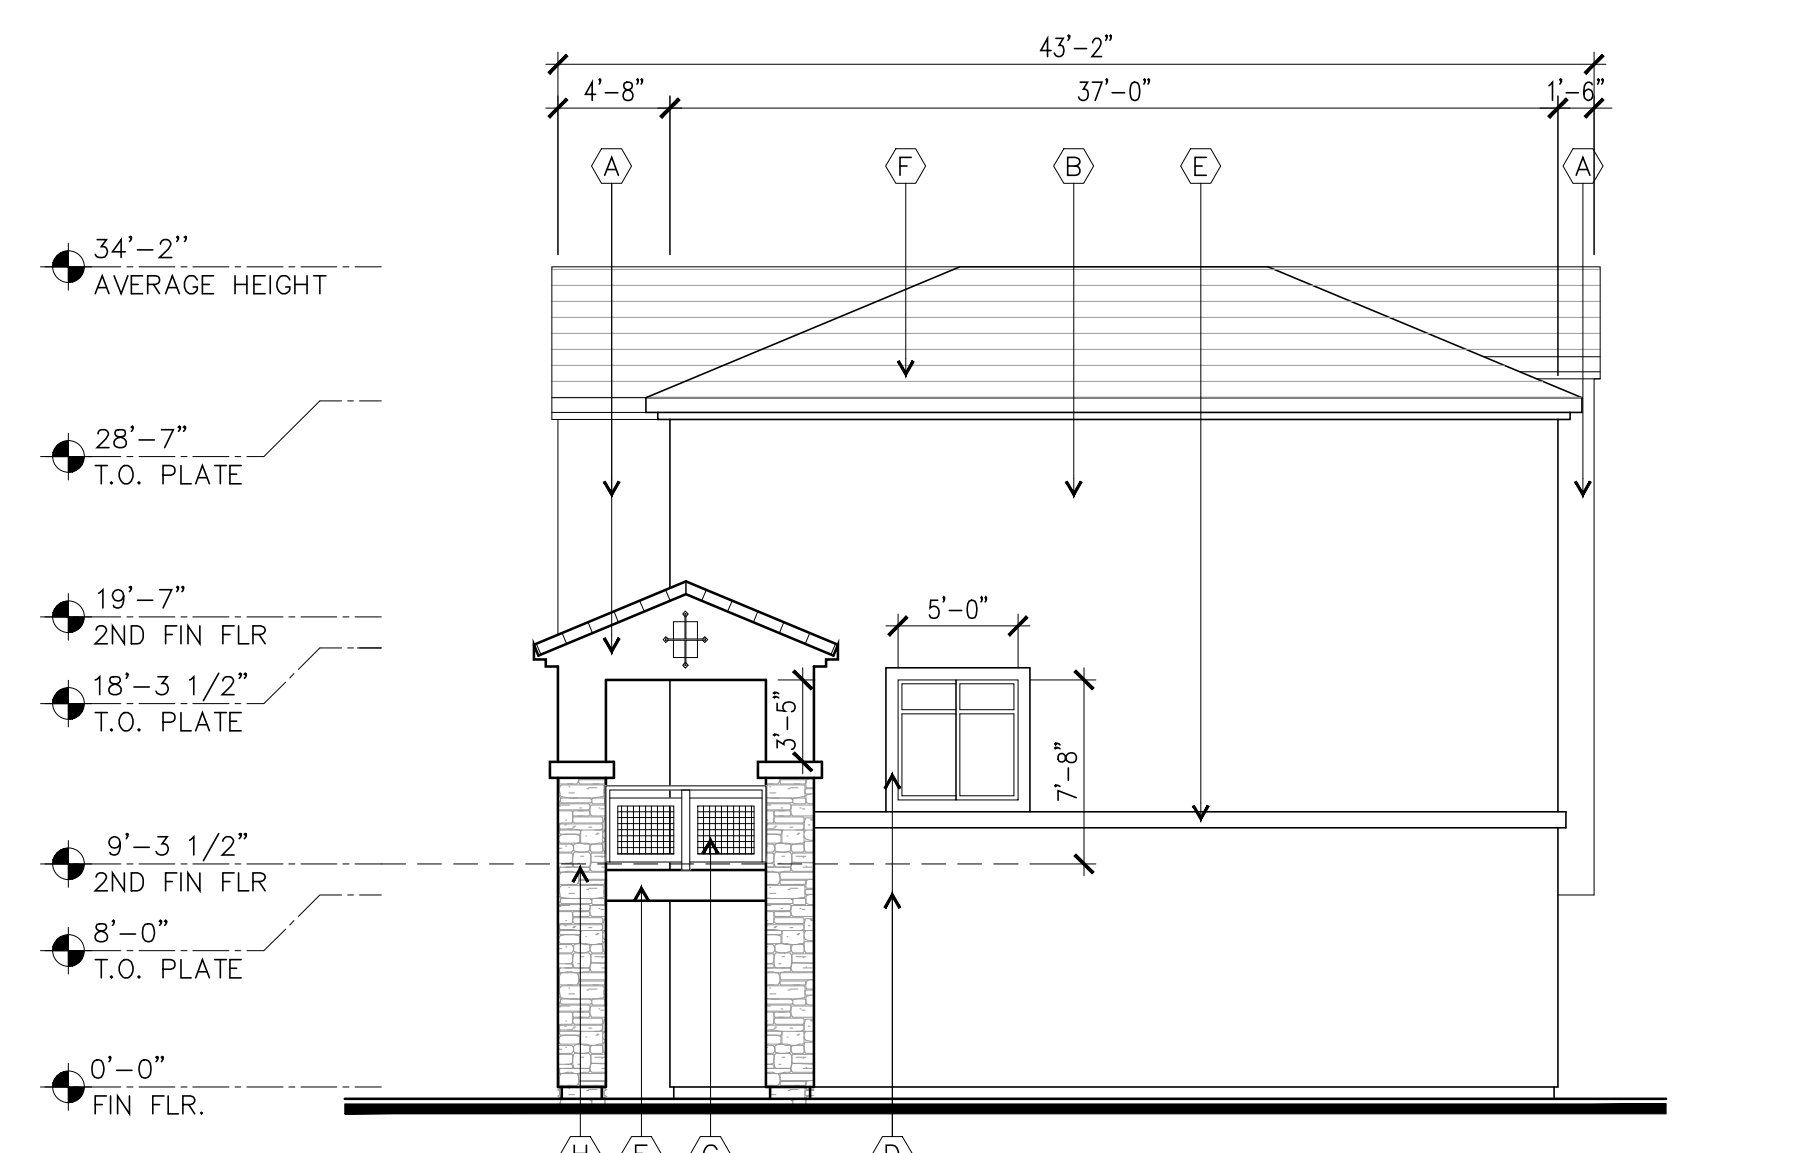 43'-2"
4'-8"
37'-0"
1'-6"
A
F
B
E
A
34'-2''
AVERAGE HEIGHT
28'-7"
T.O. PLATE
19'-7"
2ND FIN FLR
18'-3 1/2"
T.O. PLATE
5'-0"
3'-5"
7'-8"
9'-3 1/2"
2ND FIN FLR
8'-0"
T.O. PLATE
0'-0"
FIN FLR.
H
D